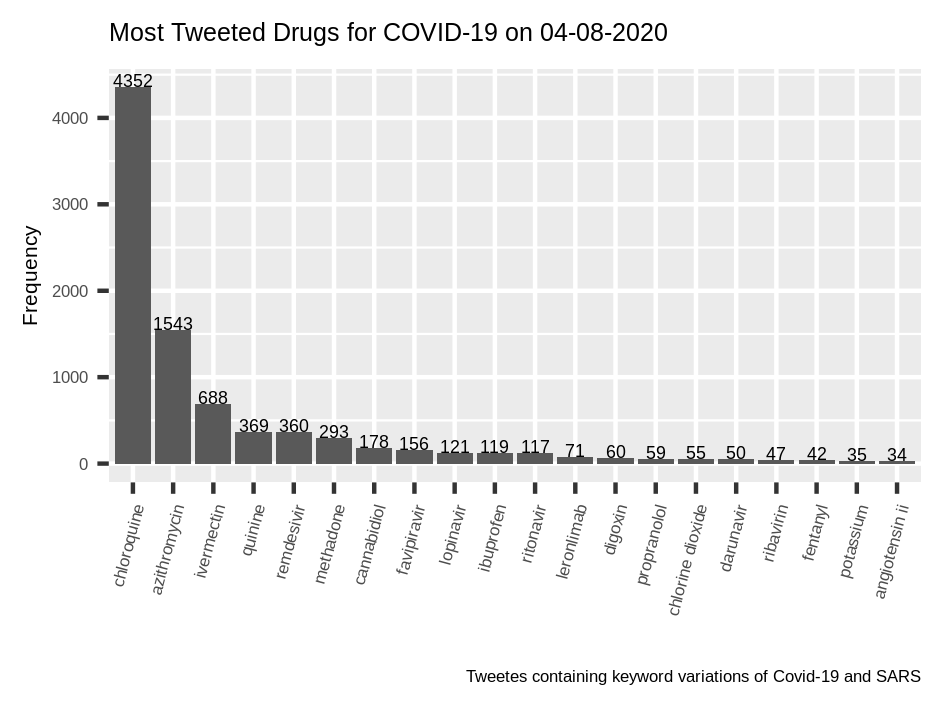 Most Tweeted Drugs for COVID-19 on 04-08-2020
Frequency
4000
3000
2000
1000
0
4352
1543
688
369
360
293
178
156
121
119
117
71
60
59
55
50
47
42
35
34
chloroquine
azithromycin
ivermectin
quinine
remdesivir
methadone
cannabidiol
favipiravir
lopinavir
ibuprofen
ritonavir
leronlimab
digoxin
propranolol
chlorine dioxide
darunavir
ribavirin
fentanyl
potassium
angiotensin ii
Tweetes containing keyword variations of Covid-19 and SARS